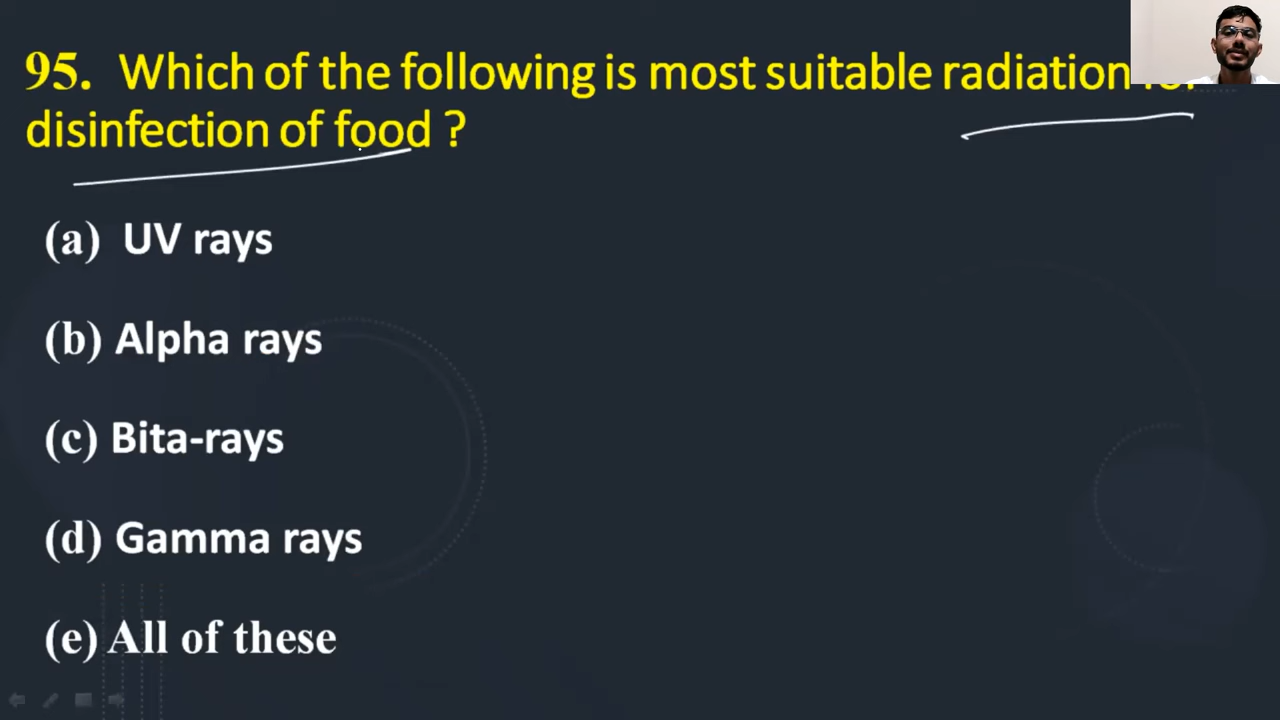 95. Which of the following is most suitable radiation
disinfection of food ?
(a) UV rays
(b) Alpha rays
(c) Bita-rays
(d) Gamma rays
(e) All of these